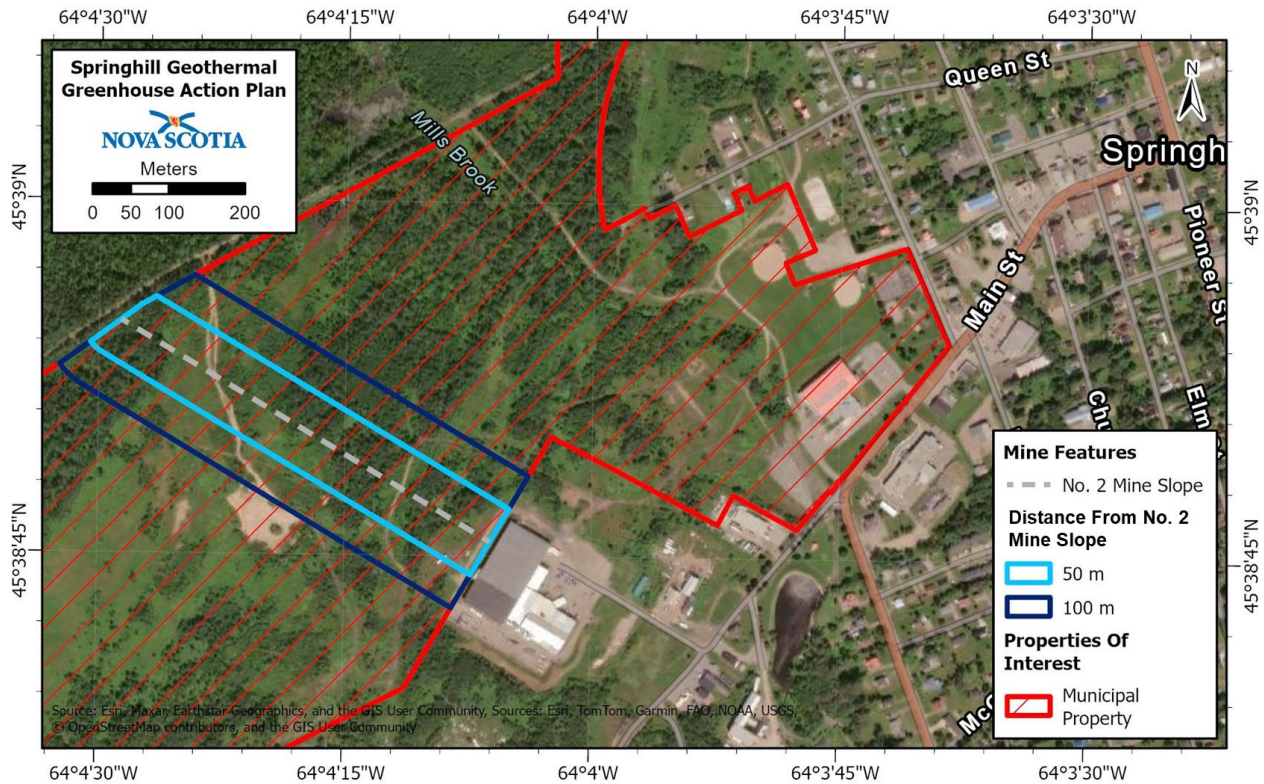 64°4'30"W 64°4'15"W 64°4'W 64°3'45"W 64°3'30"W
Springhill Geothermal
Greenhouse Action Plan
NOVA SCOTIA
Meters
0 50 100 200
45°39'N
45°38'45"N
Mills Brook
Queen St
Springh
Main St
Pioneer St
Elm St
Chu
McG
45°39'N
45°38'45"N
Mine Features
No. 2 Mine Slope
Distance From No. 2
Mine Slope
50 m
100 m
Properties Of
Interest
Municipal
Property
N
Source: Esri, Maxar, Earthstar Geographics, and the GIS User Community, Sources: Esri, TomTom, Garmin, FAO, NOAA, USGS,
© OpenStreetMap contributors, and the GIS User Community
64°4'30"W 64°4'15"W 64°4'W 64°3'45"W 64°3'30"W